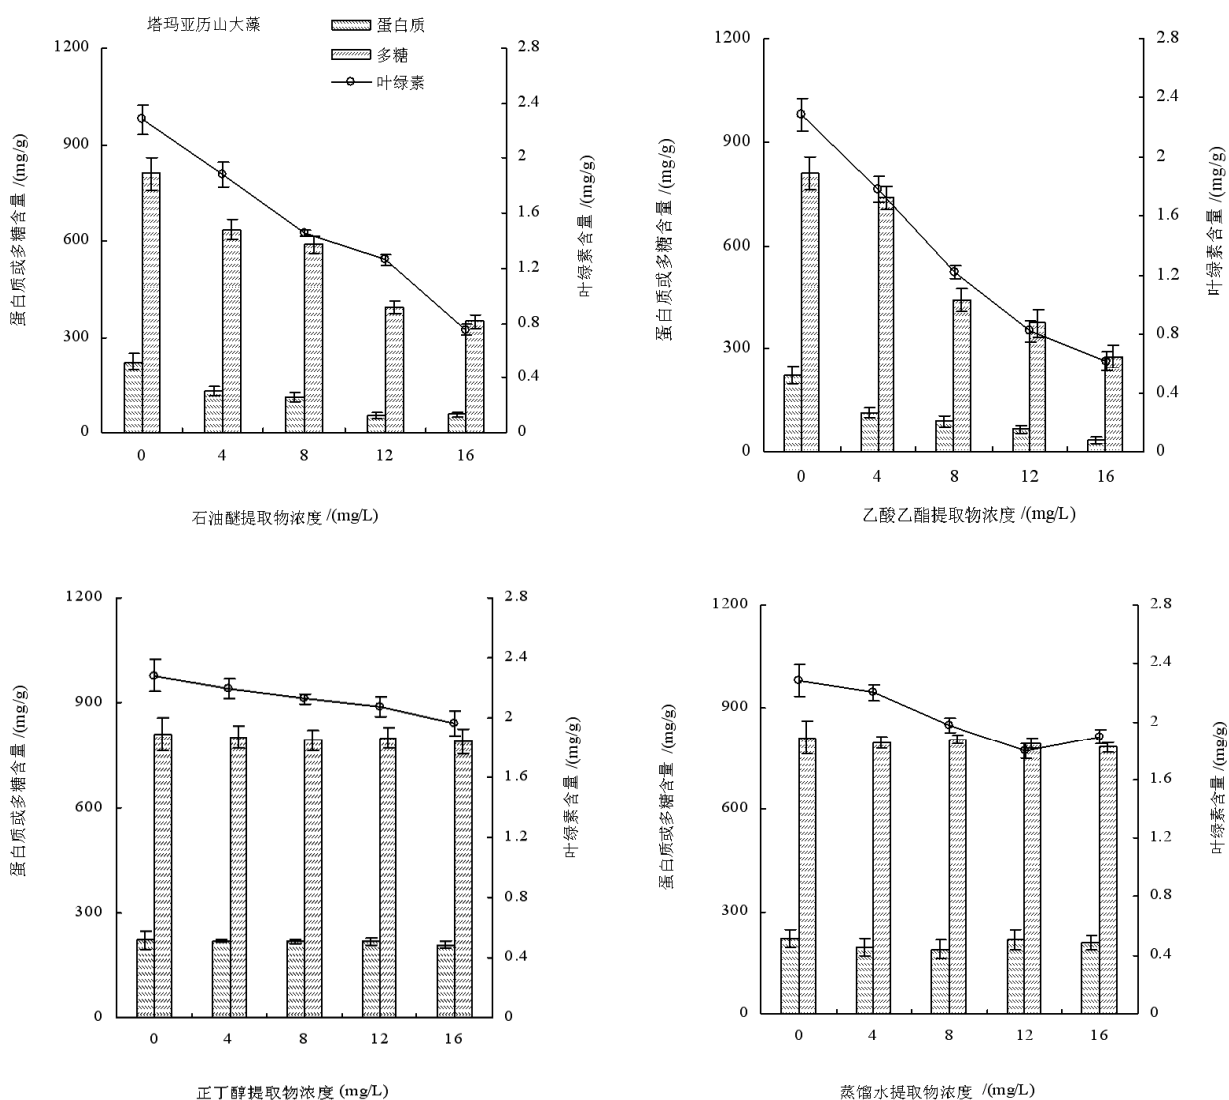 塔玛亚历山大藻
蛋白质
多糖
叶绿素
1200
900
600
300
0
2.8
2.4
2
1.6
1.2
0.8
0.4
0
0 4 8 12 16
蛋白质或多糖含量 /(mg/g)
叶绿素含量 /(mg/g)
石油醚提取物浓度 /(mg/L)
1200
900
600
300
0
2.8
2.4
2
1.6
1.2
0.8
0.4
0
0 4 8 12 16
蛋白质或多糖含量 /(mg/g)
叶绿素含量 /(mg/g)
乙酸乙酯提取物浓度 /(mg/L)
1200
900
600
300
0
2.8
2.4
2
1.6
1.2
0.8
0.4
0
0 4 8 12 16
蛋白质或多糖含量 /(mg/g)
叶绿素含量 /(mg/g)
正丁醇提取物浓度 (mg/L)
1200
900
600
300
0
2.8
2.4
2
1.6
1.2
0.8
0.4
0
0 4 8 12 16
蛋白质或多糖含量 /(mg/g)
叶绿素含量 /(mg/g)
蒸馏水提取物浓度 /(mg/L)